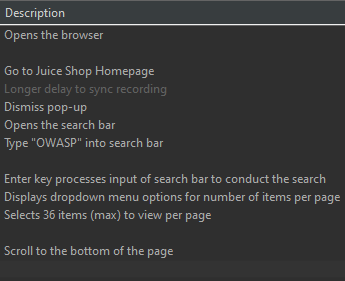 Description
Opens the browser
Go to Juice Shop Homepage
Longer delay to sync recording
Dismiss pop-up
Opens the search bar
Type "OWASP" into search bar
Enter key processes input of search bar to conduct the search
Displays dropdown menu options for number of items per page
Selects 36 items (max) to view per page
Scroll to the bottom of the page